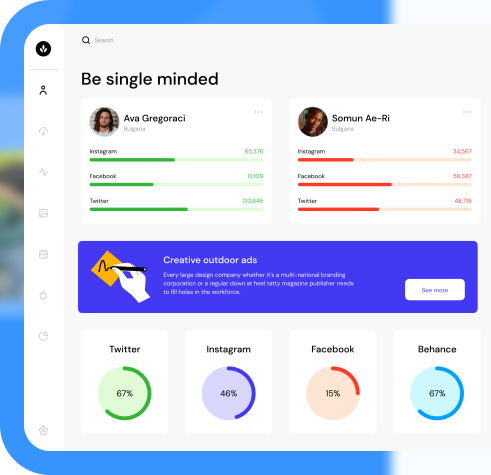 Search
Be single minded
Ava Gregoraci
Bulgaria
Instagram 65,376
Facebook 12,109
Twitter 132,645
Somun Ae-Ri
Bulgaria
Instagram 34,567
Facebook 56,387
Twitter 48,719
Creative outdoor ads
Every large design company whether it's a multi-national branding
corporation or a regular down at heel tatty magazine publisher needs
to fill holes in the workforce.
See more
Twitter
67%
Instagram
46%
Facebook
15%
Behance
67%